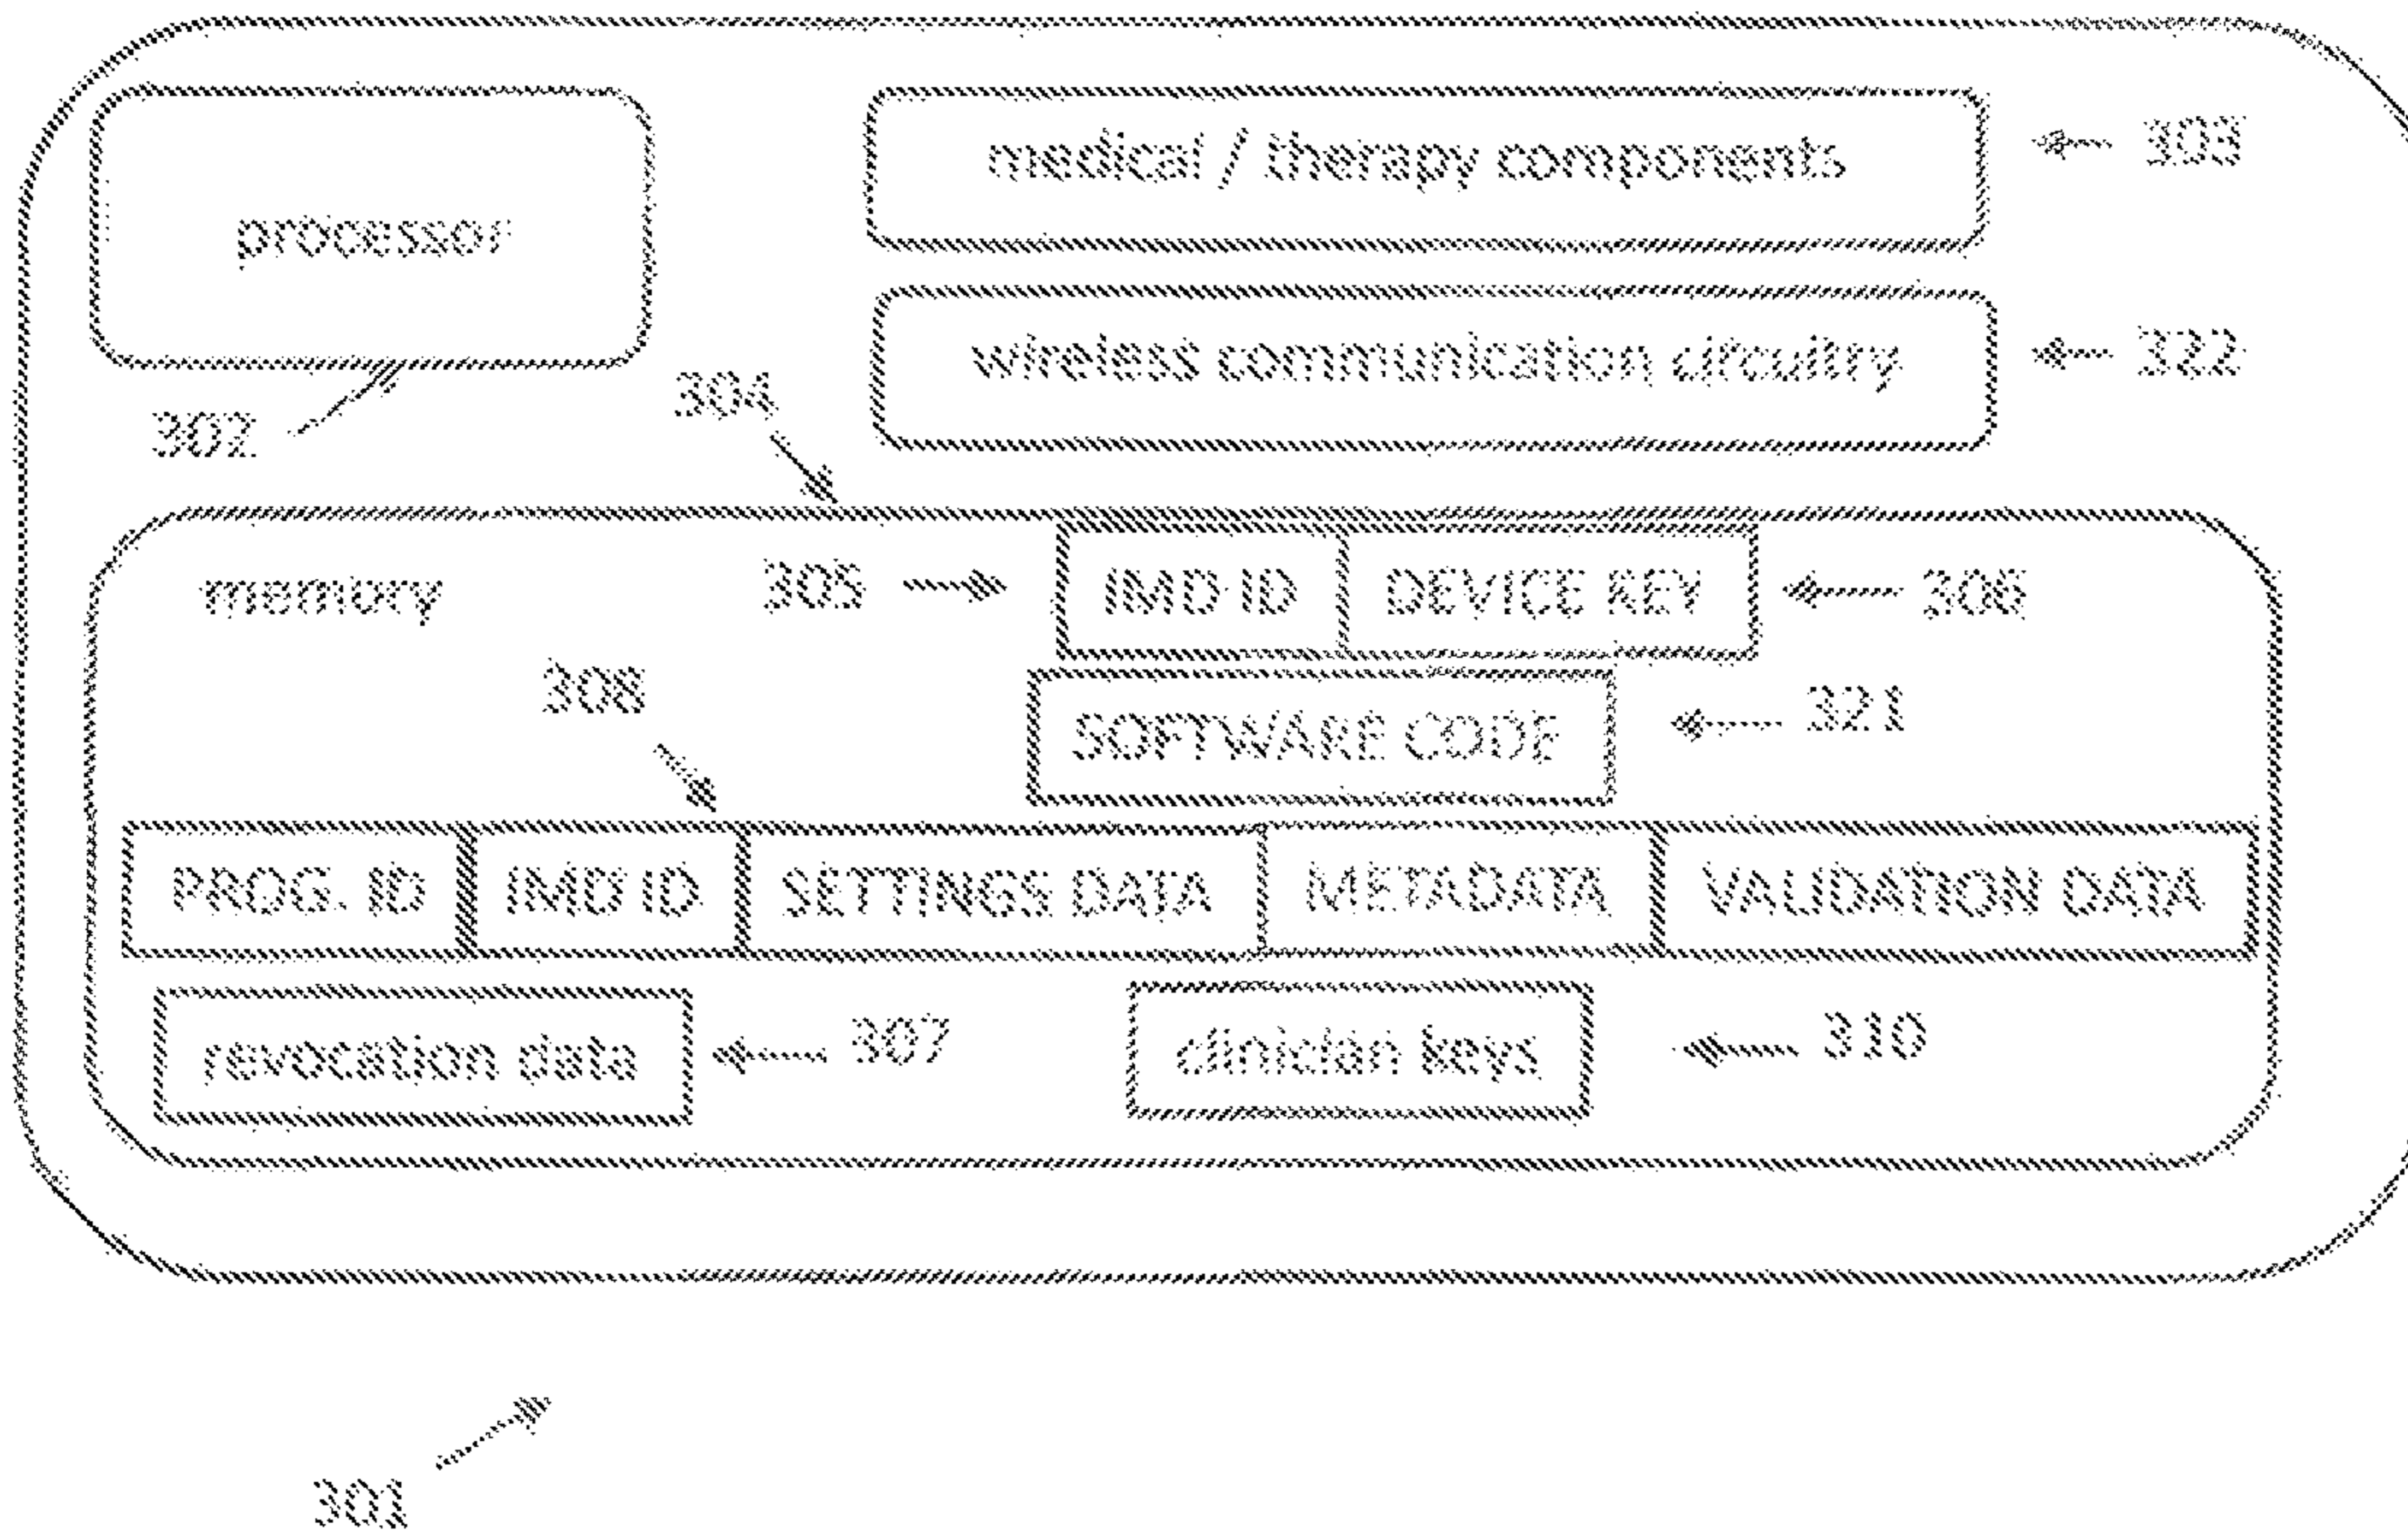 medical / therapy components 303
processor
wireless communication circuitry 322
304
302
memory 305 IMD ID DEVICE KEY 306
308
SOFTWARE CODE 321
PROG. ID IMD ID SETTINGS DATA METADATA VALIDATION DATA
revocation data 307 clinician keys 310
301